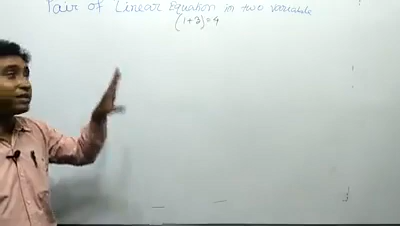 Pair of Linear Equation in two variable
(1+3)=4